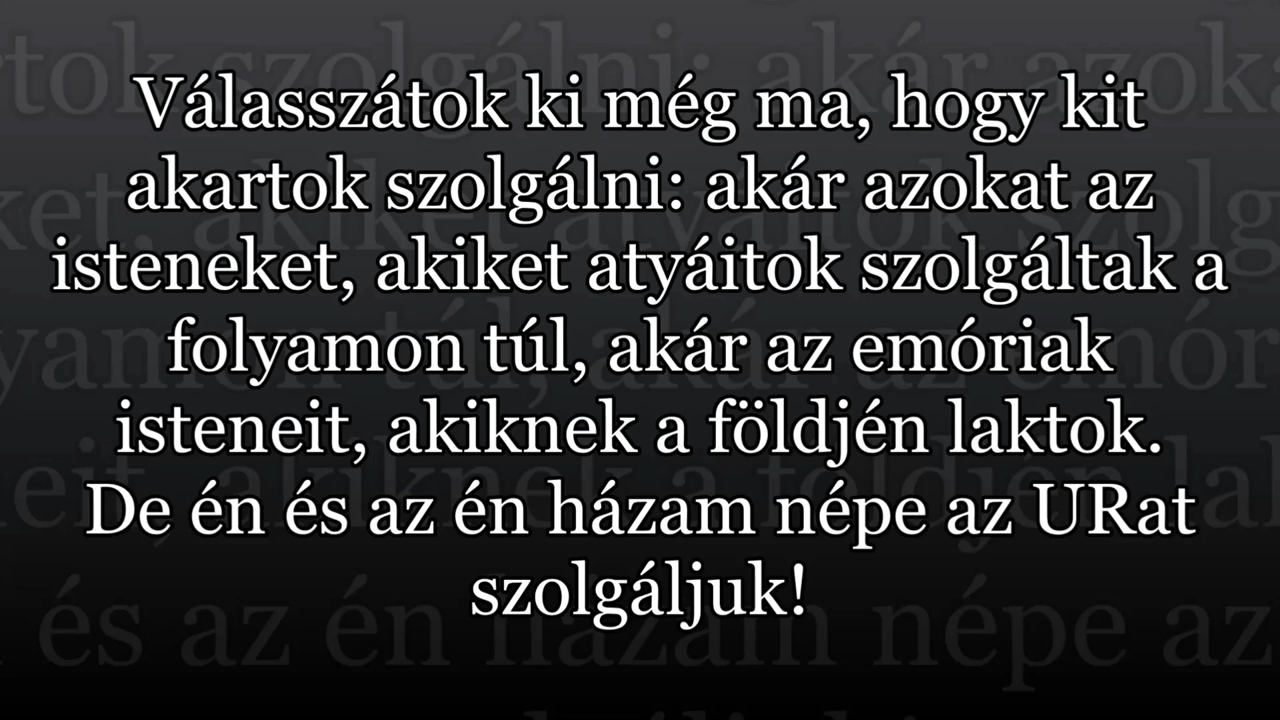 Válasszátok ki még ma, hogy kit
akartok szolgálni: akár azokat az
isteneket, akiket atyáitok szolgáltak a
folyamon túl, akár az emóriak
isteneit, akiknek a földjén laktok.
De én és az én házam népe az URat
szolgáljuk!